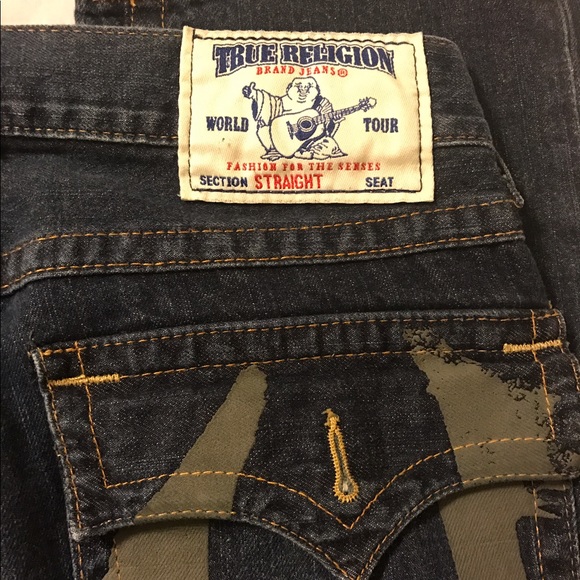 TRUE RELIGION
BRAND JEANS®
WORLD TOUR
FASHION FOR THE SENSES
SECTION STRAIGHT SEAT